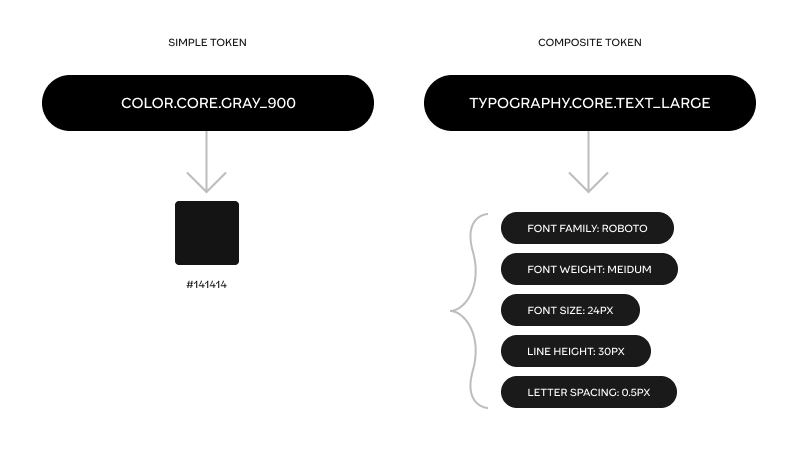 SIMPLE TOKEN
COLOR.CORE.GRAY_900
#141414
COMPOSITE TOKEN
TYPOGRAPHY.CORE.TEXT_LARGE
FONT FAMILY: ROBOTO
FONT WEIGHT: MEIDUM
FONT SIZE: 24PX
LINE HEIGHT: 30PX
LETTER SPACING: 0.5PX